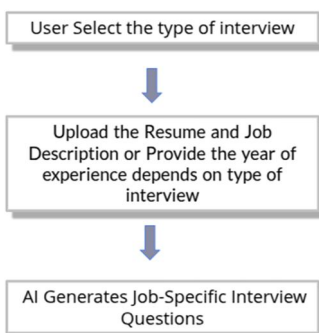 User Select the type of interview
Upload the Resume and Job
Description or Provide the year of
experience depends on type of
interview
AI Generates Job-Specific Interview
Questions